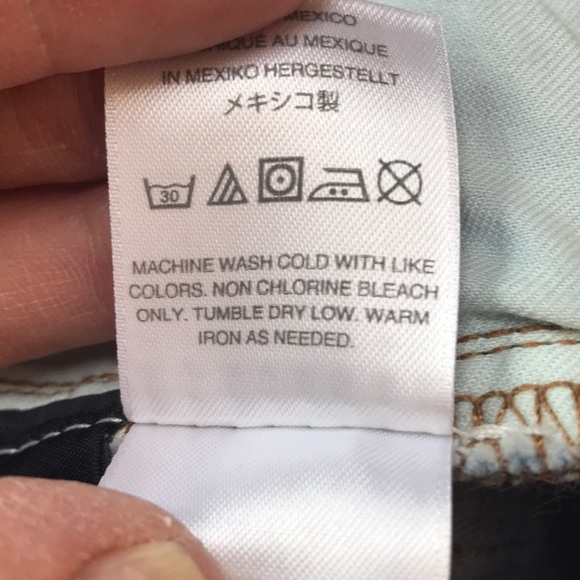 MEXICO
AU MEXIQUE
IN MEXIKO HERGESTELLT
メキシコ製
30
MACHINE WASH COLD WITH LIKE
COLORS. NON CHLORINE BLEACH
ONLY. TUMBLE DRY LOW. WARM
IRON AS NEEDED.